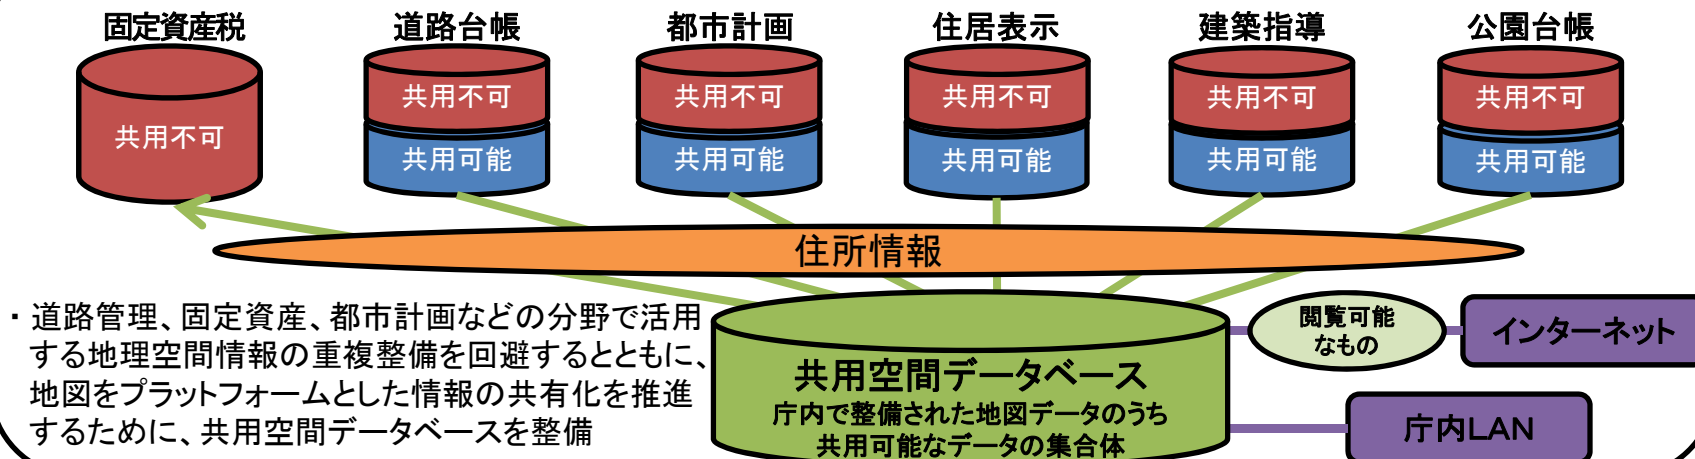 固定資産税
道路台帳
都市計画
住居表示
建築指導
公園台帳
共用不可
共用不可
共用不可
共用不可
共用不可
共用不可
共用可能
共用可能
共用可能
共用可能
共用可能
住所情報
・道路管理、固定資産、都市計画などの分野で活用
する地理空間情報の重複整備を回避するとともに、
地図をプラットフォームとした情報の共有化を推進
するために、共用空間データベースを整備
共用空間データベース
庁内で整備された地図データのうち
共用可能なデータの集合体
閲覧可能
なもの
インターネット
庁内LAN